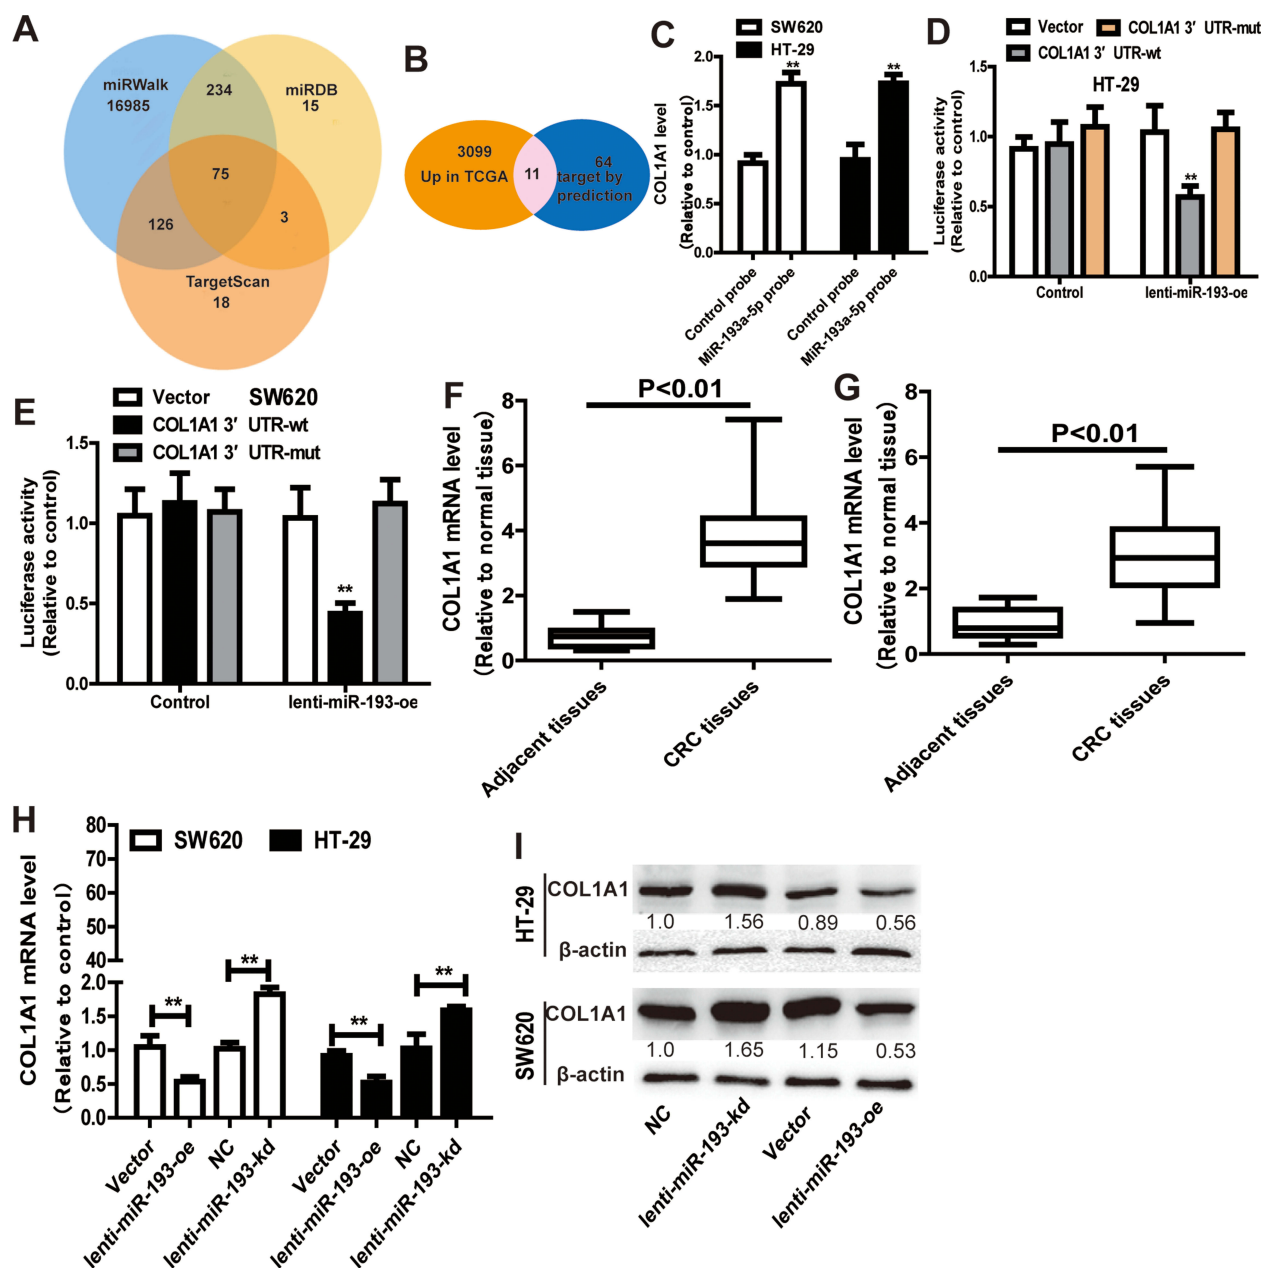 A
miRWalk
16985
234
miRDB
15
75
126
3
TargetScan
18
B
3099
Up in TCGA
11
64
target by
prediction
C
SW620
HT-29
COL1A1 level
(Relative to control)
2.0
1.5
1.0
0.5
0.0
**
**
Control probe
MiR-193a-5p probe
Control probe
MiR-193a-5p probe
D
Vector
COL1A1 3′ UTR-mut
COL1A1 3′ UTR-wt
HT-29
Luciferase activity
(Relative to control)
1.5
1.0
0.5
0.0
**
Control
lenti-miR-193-oe
E
Vector
SW620
COL1A1 3′ UTR-wt
COL1A1 3′ UTR-mut
Luciferase activity
(Relative to control)
1.5
1.0
0.5
0.0
**
Control
lenti-miR-193-oe
F
P<0.01
COL1A1 mRNA level
(Relative to normal tissue)
8
6
4
2
0
Adjacent tissues
CRC tissues
G
P<0.01
COL1A1 mRNA level
(Relative to normal tissue)
8
6
4
2
0
Adjacent tissues
CRC tissues
H
SW620
HT-29
COL1A1 mRNA level
(Relative to control)
80
70
60
50
40
2.0
1.5
1.0
0.5
0.0
**
**
**
**
Vector
lenti-miR-193-oe
NC
lenti-miR-193-kd
Vector
lenti-miR-193-oe
NC
lenti-miR-193-kd
I
HT-29
COL1A1
1.0 1.56 0.89 0.56
β-actin
SW620
COL1A1
1.0 1.65 1.15 0.53
β-actin
NC
lenti-miR-193-kd
Vector
lenti-miR-193-oe